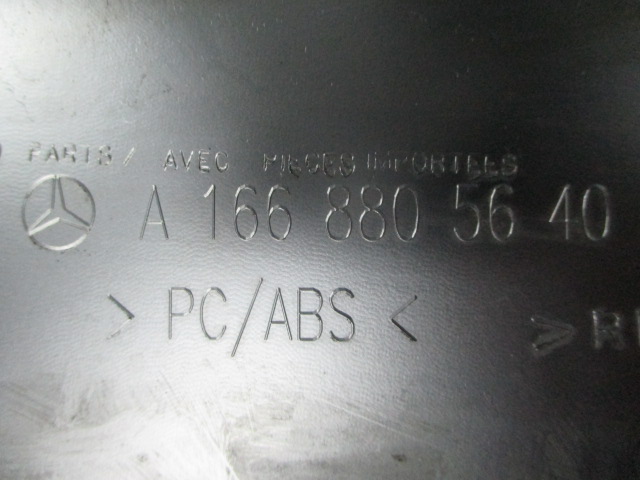 PARTS/ AVEC PIECES IMPORTEES
A 166 880 56 40
> PC/ABS <
>